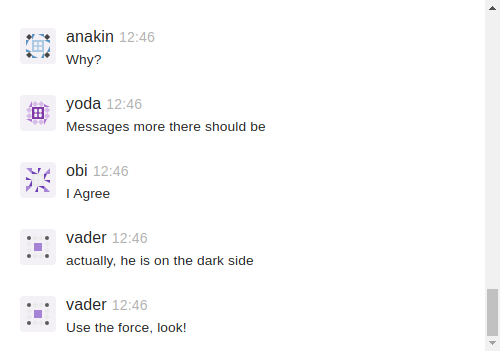 anakin 12:46
Why?
yoda 12:46
Messages more there should be
obi 12:46
I Agree
vader 12:46
actually, he is on the dark side
vader 12:46
Use the force, look!